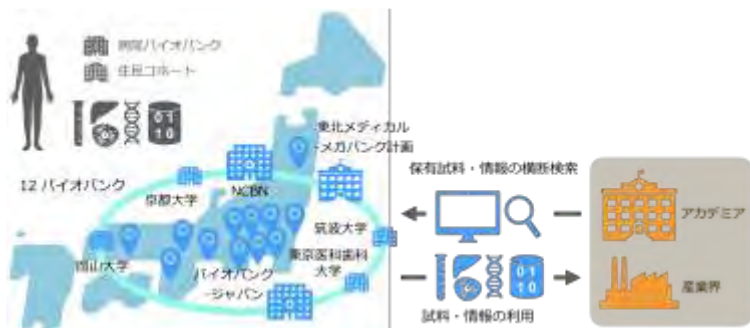 病院バイオバンク
住民コホート
01
10
12 バイオバンク
-東北メディカル
-メガバンク計画
NCBN
京都大学
筑波大学
岡山大学
バイオバンク
-ジャパン
東京医科歯科
大学
保有試料・情報の横断検索
アカデミア
01
10
試料・情報の利用
産業界